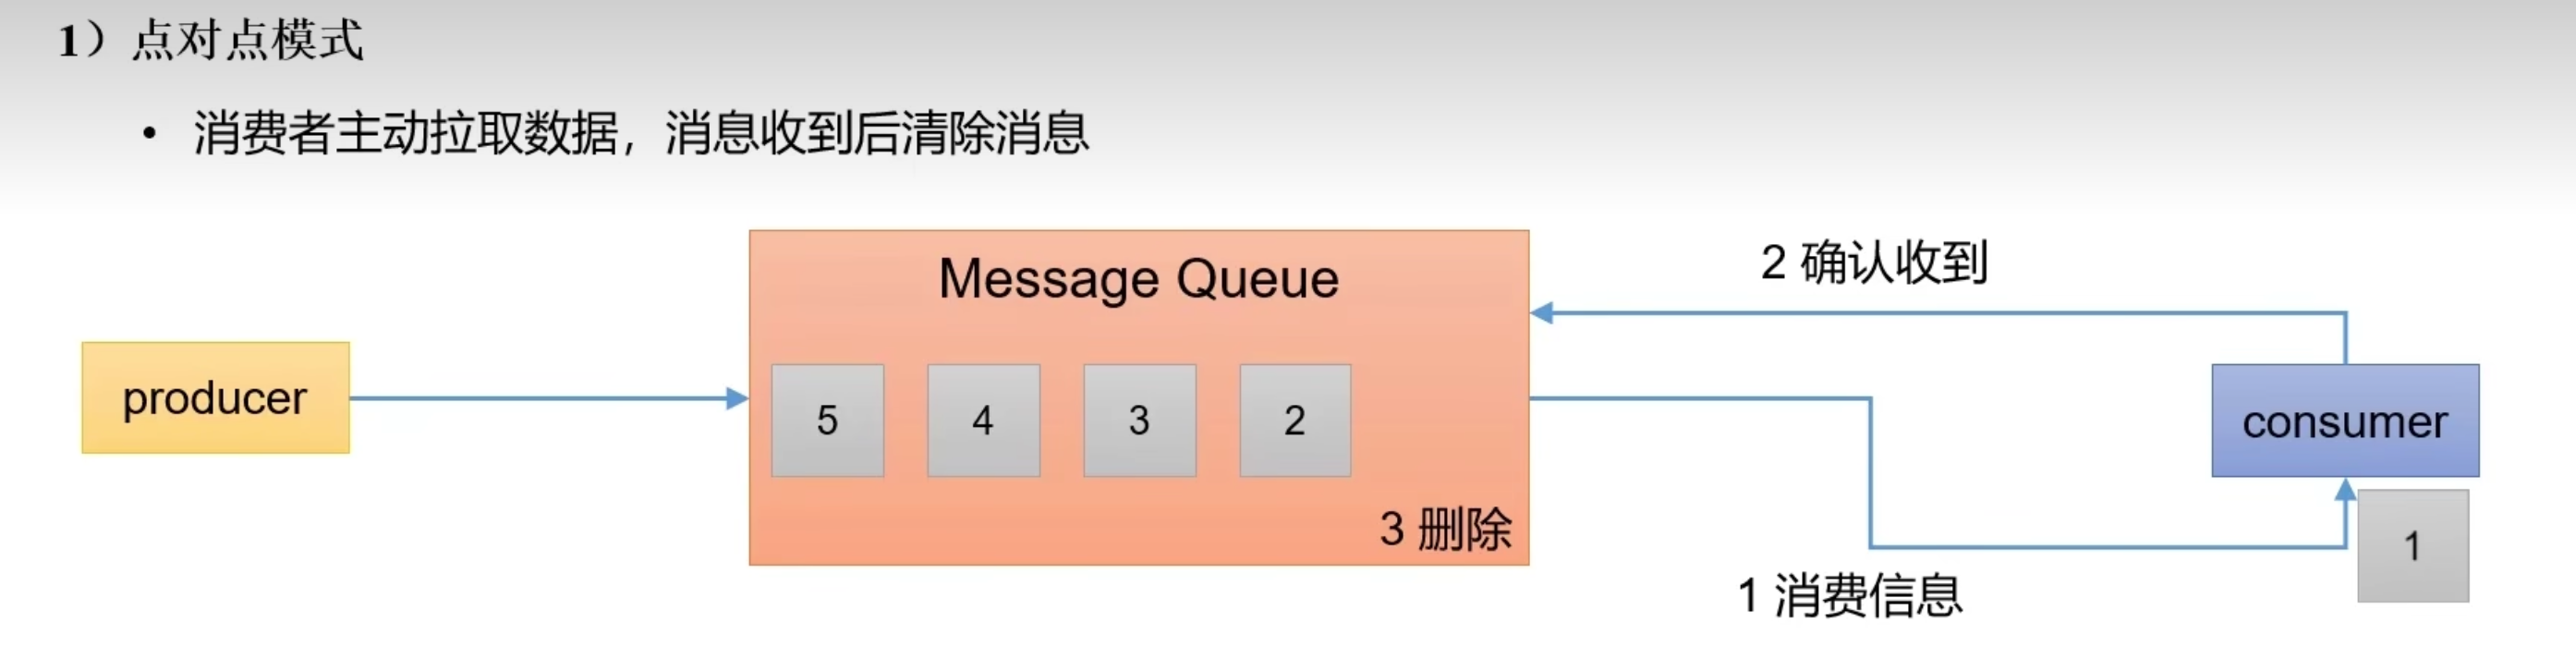 1）点对点模式
• 消费者主动拉取数据，消息收到后清除消息
Message Queue
2 确认收到
producer
5 4 3 2
consumer
3 删除
1
1 消费信息